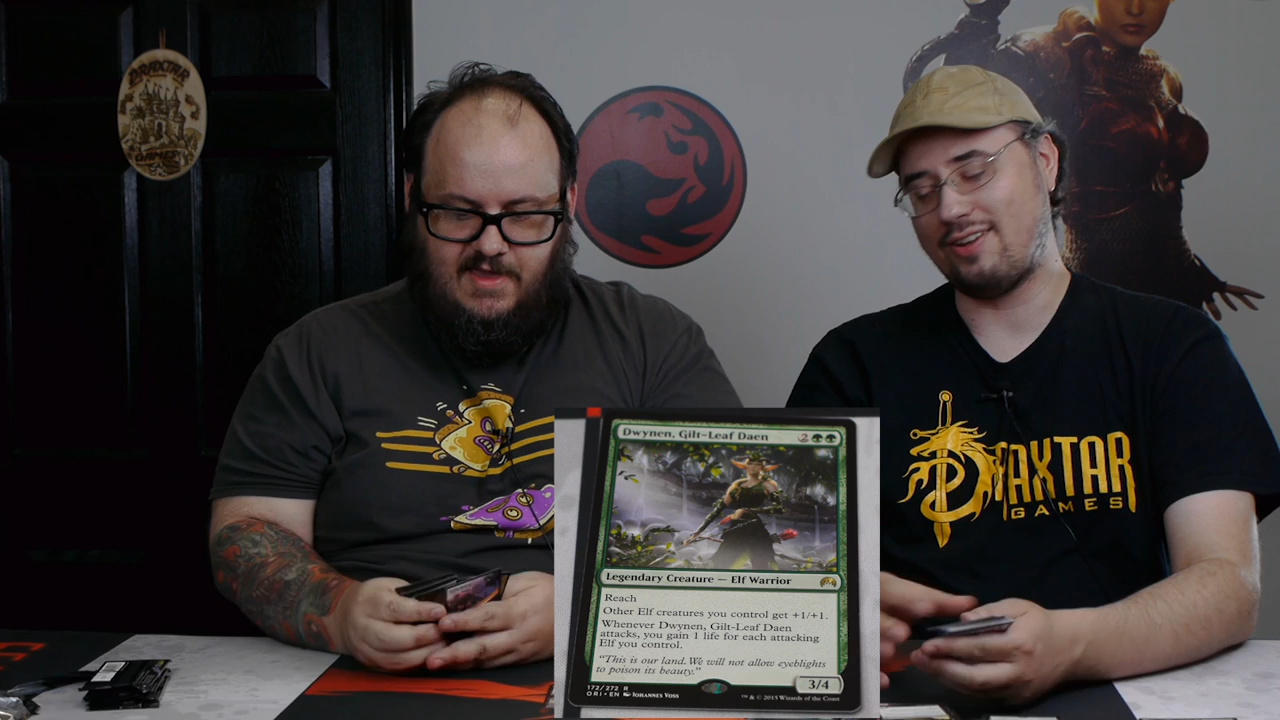 DRAXTAR
GAMES
DRAXTAR
GAMES
Dwynen, Gilt-Leaf Daen 2
Legendary Creature — Elf Warrior
Reach
Other Elf creatures you control get +1/+1.
Whenever Dwynen, Gilt-Leaf Daen
attacks, you gain 1 life for each attacking
Elf you control.
"This is our land. We will not allow eyeblights
to poison its beauty."
3/4
172/272 R
ORI • EN Johannes Voss
™ & © 2015 Wizards of the Coast